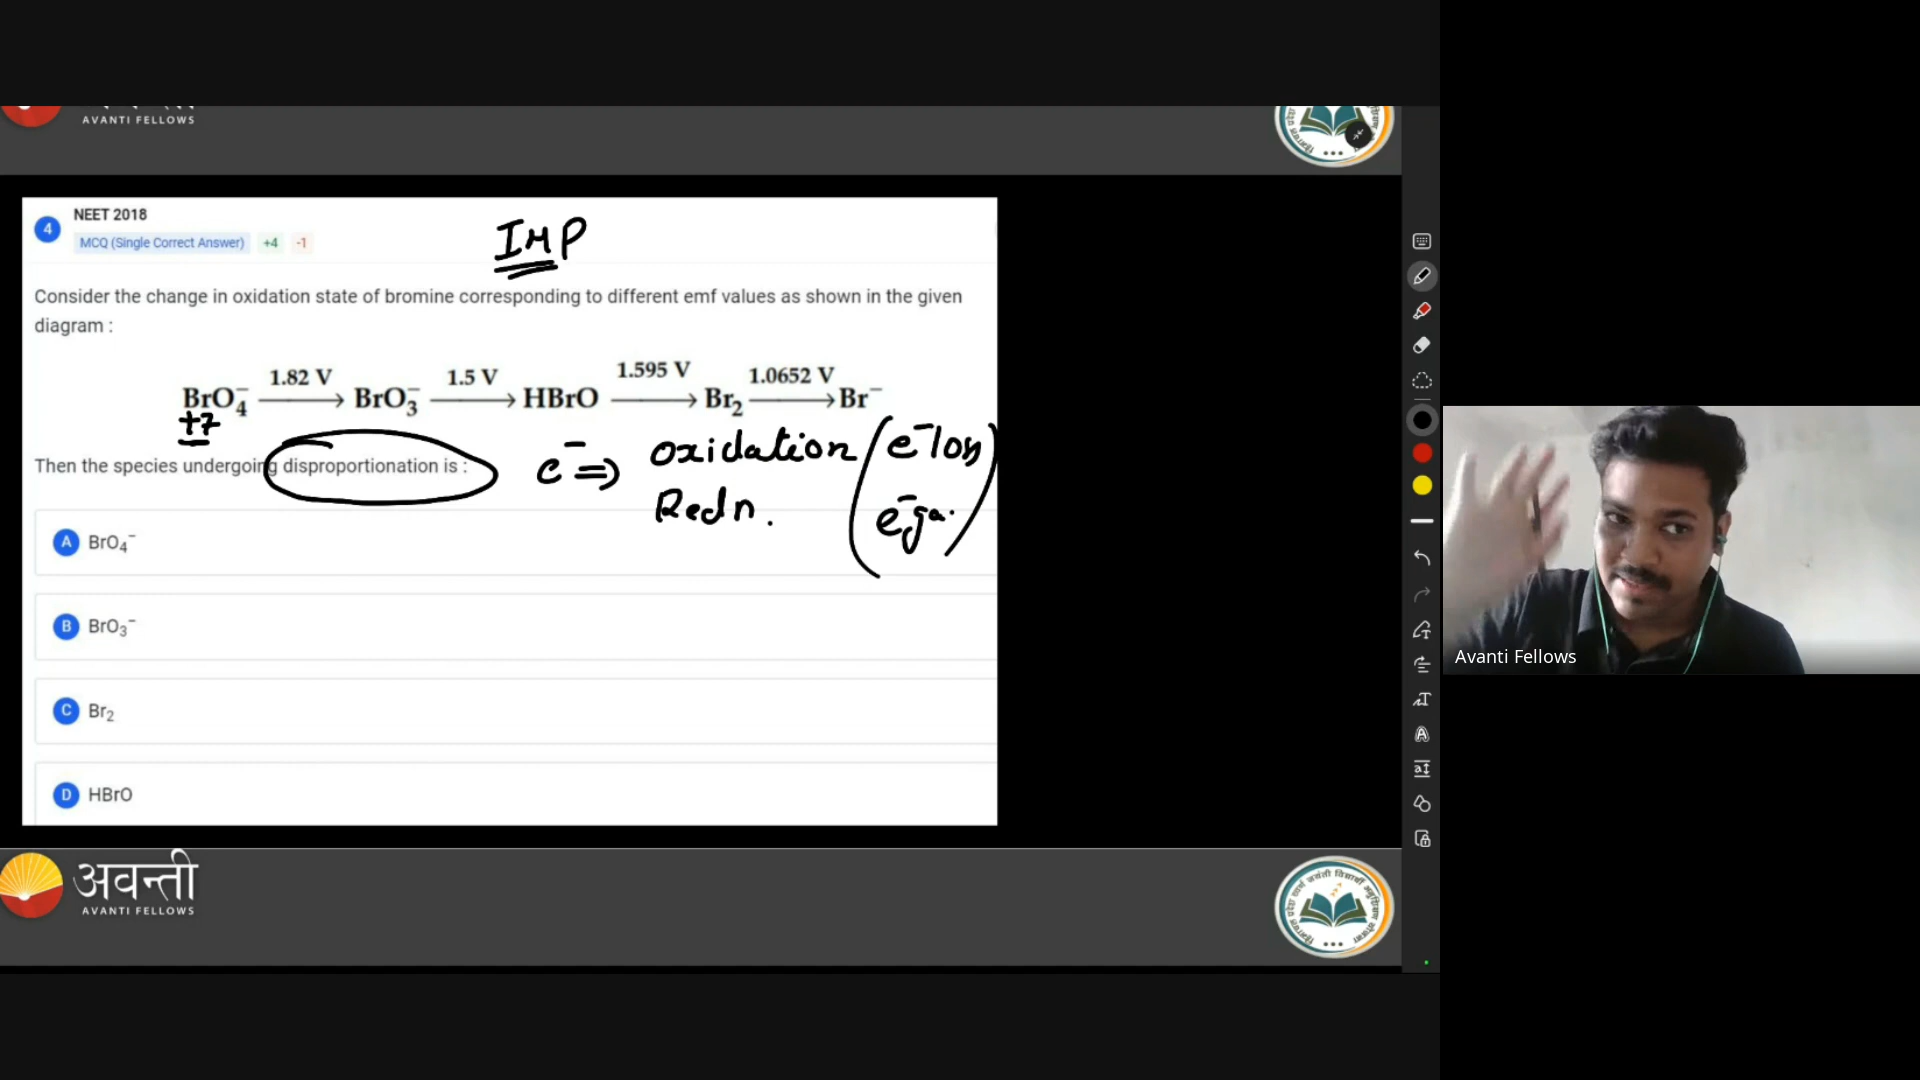 AVANTI FELLOWS
4
NEET 2018
MCQ (Single Correct Answer) +4 -1
IMP
Consider the change in oxidation state of bromine corresponding to different emf values as shown in the given
diagram :
BrO₄⁻ 1.82 V → BrO₃⁻ 1.5 V → HBrO 1.595 V → Br₂ 1.0652 V → Br⁻
+7
Then the species undergoing disproportionation is :
e⁻ ⇒ oxidation (e⁻ loss)
Redn. (e⁻ ga.)
A BrO₄⁻
B BrO₃⁻
C Br₂
D HBrO
Avanti Fellows
अवन्ती
AVANTI FELLOWS